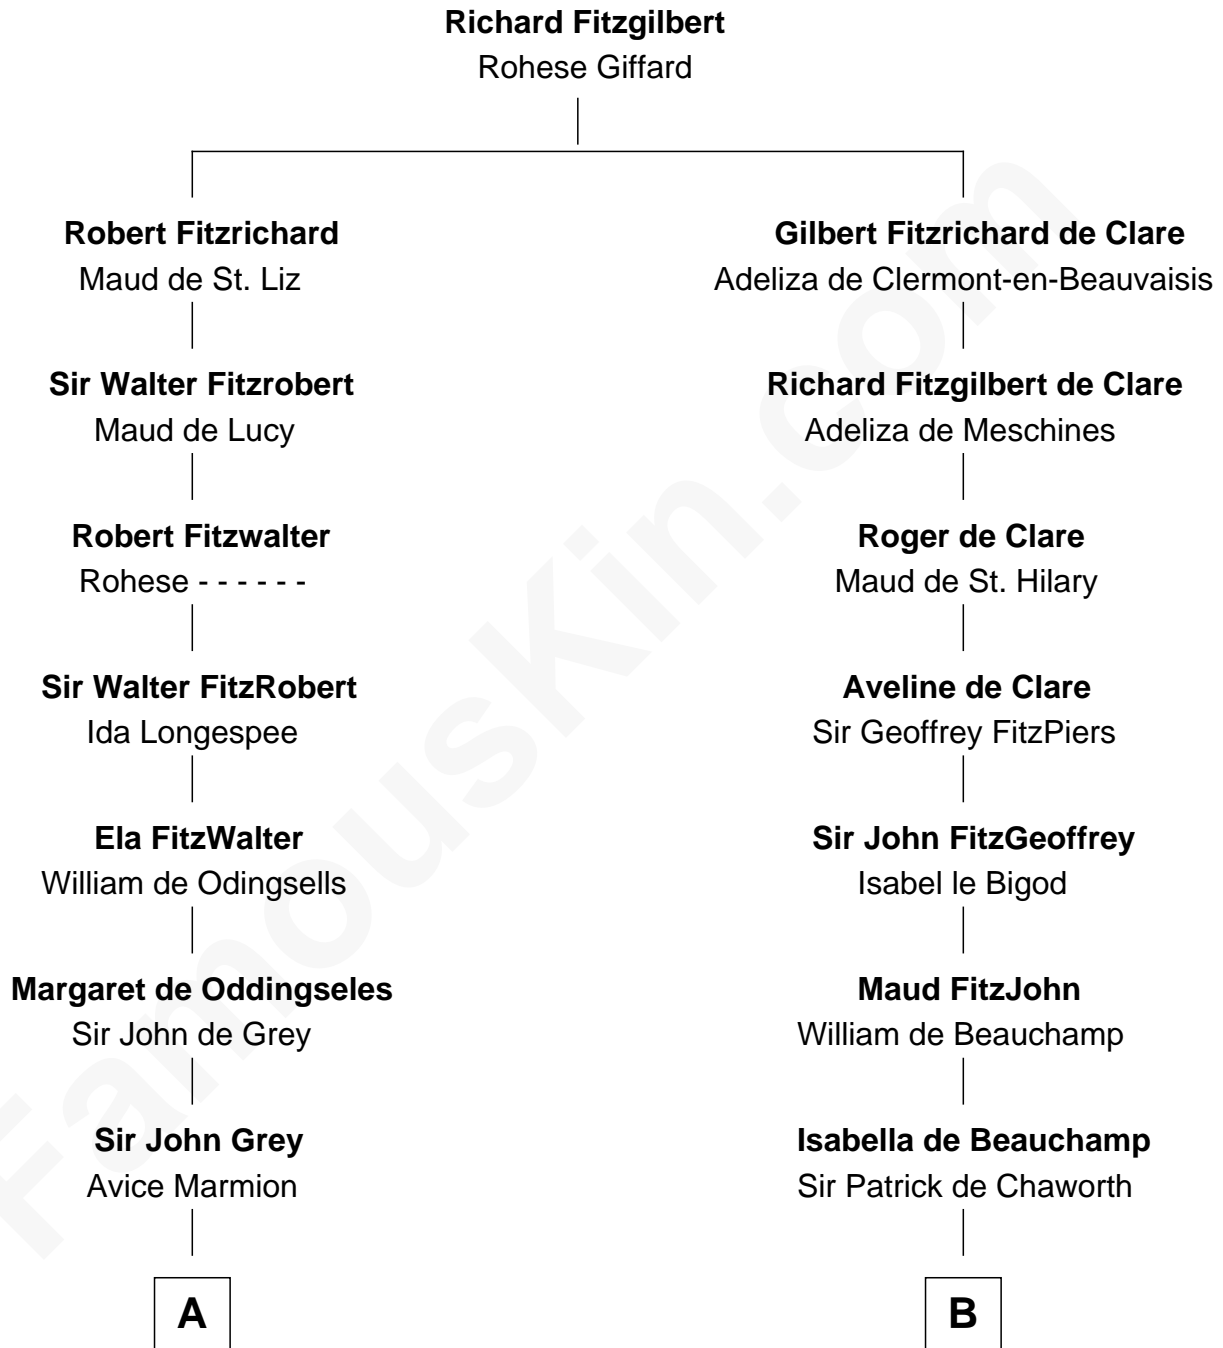 Richard Fitzgilbert
Rohese Giffard
Robert Fitzrichard
Maud de St. Liz
Sir Walter Fitzrobert
Maud de Lucy
Robert Fitzwalter
Rohese - - - - - -
Sir Walter FitzRobert
Ida Longespee
Ela FitzWalter
William de Odingsells
Margaret de Oddingseles
Sir John de Grey
Sir John Grey
Avice Marmion
A
Gilbert Fitzrichard de Clare
Adeliza de Clermont-en-Beauvaisis
Richard Fitzgilbert de Clare
Adeliza de Meschines
Roger de Clare
Maud de St. Hilary
Aveline de Clare
Sir Geoffrey FitzPiers
Sir John FitzGeoffrey
Isabel le Bigod
Maud FitzJohn
William de Beauchamp
Isabella de Beauchamp
Sir Patrick de Chaworth
B
FamousKin.com